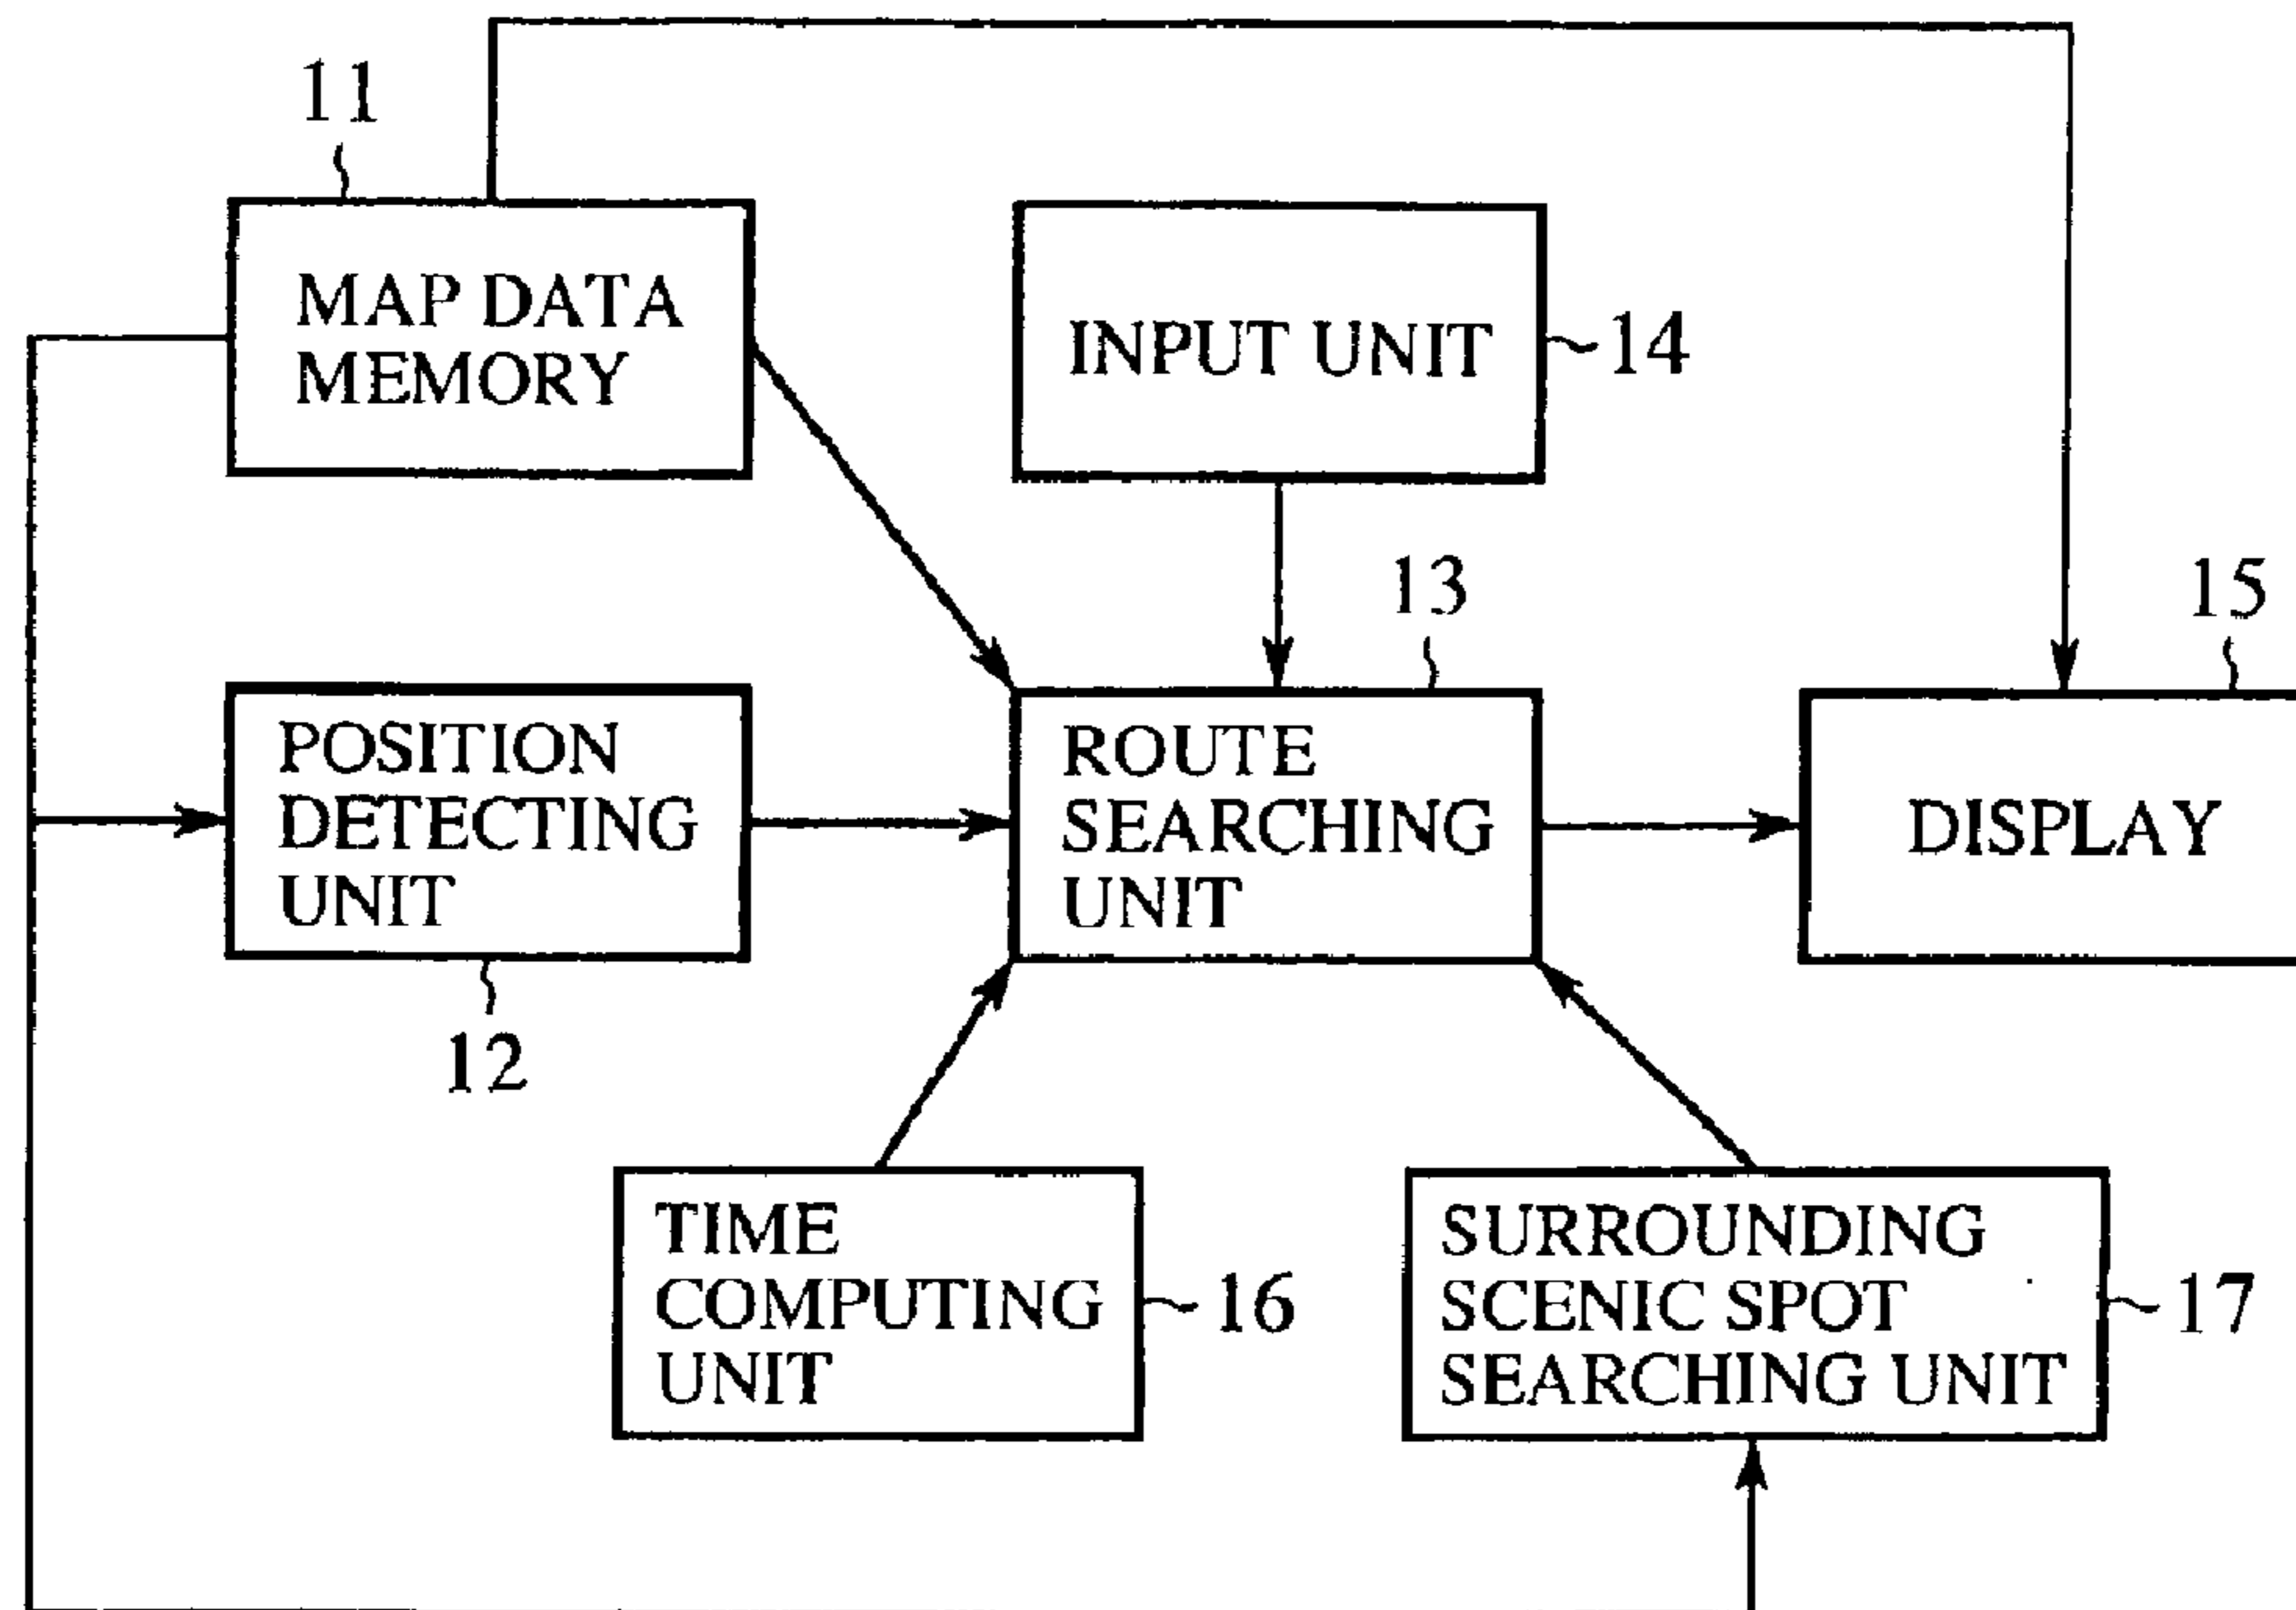 11
MAP DATA
MEMORY
INPUT UNIT
14
13
15
POSITION
DETECTING
UNIT
ROUTE
SEARCHING
UNIT
DISPLAY
12
TIME
COMPUTING
UNIT
16
SURROUNDING
SCENIC SPOT
SEARCHING UNIT
17